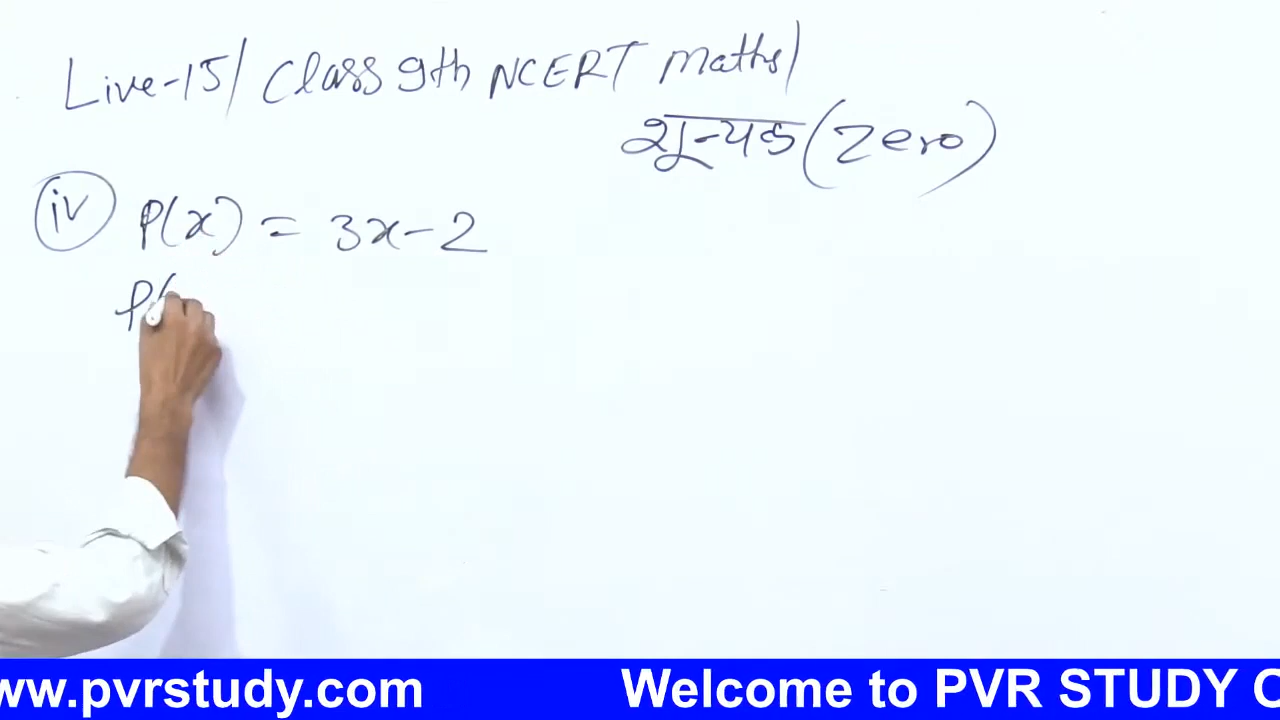 Live-15/ Class 9th NCERT Maths/
शून्यक (Zero)
(iv) P(x) = 3x-2
P(
www.pvrstudy.com Welcome to PVR STUDY C